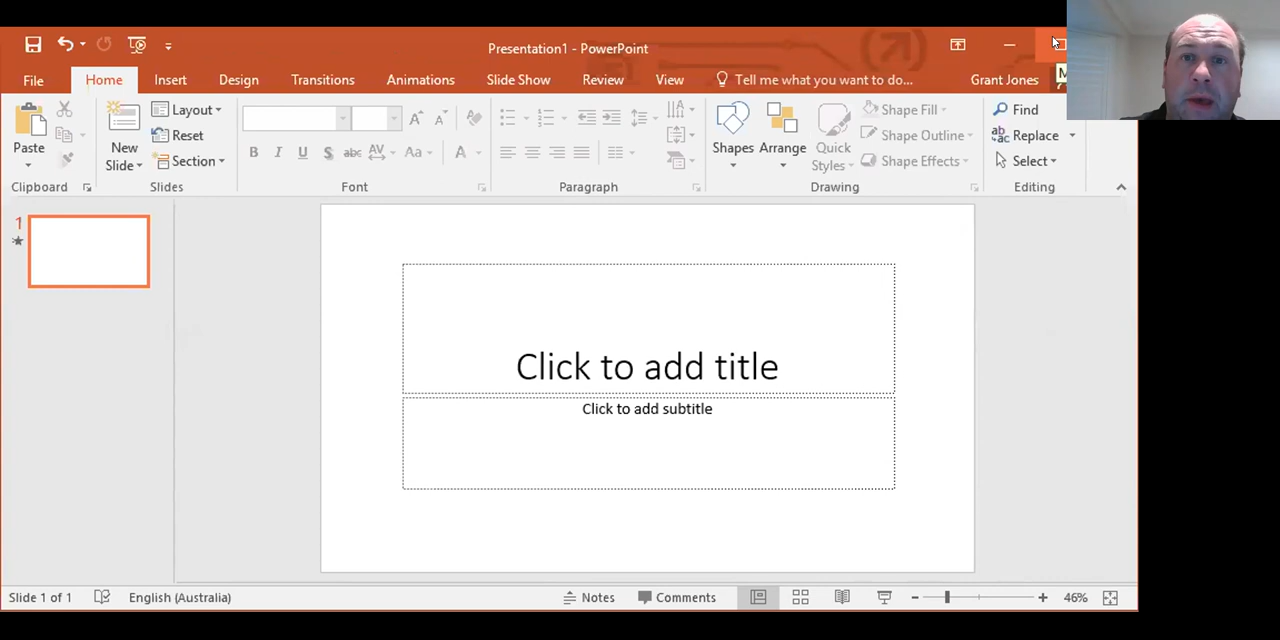 Presentation1 - PowerPoint
File Home Insert Design Transitions Animations Slide Show Review View Tell me what you want to do... Grant Jones
Paste
Clipboard
New
Slide
Layout
Reset
Section
Slides
B I U S abc AV Aa A
Font
Paragraph
Shapes
Arrange
Quick
Styles
Shape Fill
Shape Outline
Shape Effects
Drawing
Find
Replace
Select
Editing
1
Click to add title
Click to add subtitle
Slide 1 of 1 English (Australia) Notes Comments 46%